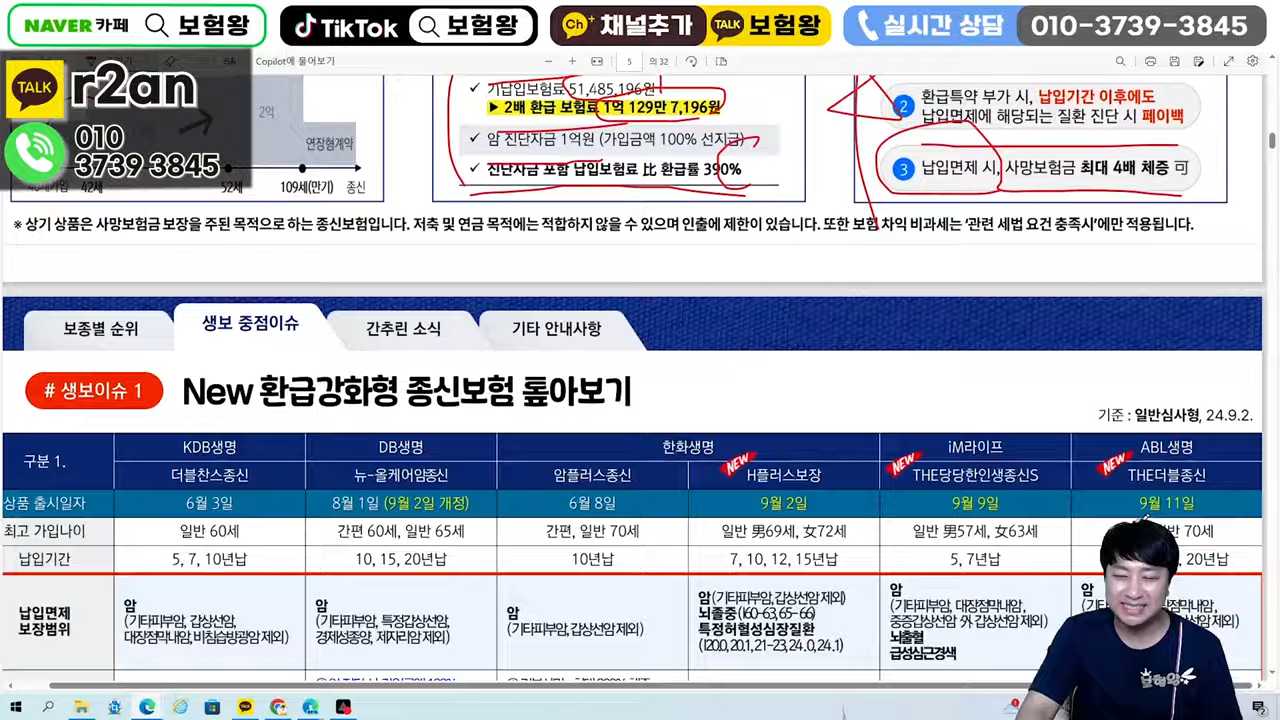 NAVER 카페 보험왕
TikTok 보험왕
Ch+ 채널추가 TALK 보험왕
실시간 상담 010-3739-3845
TALK r2an
010
3739 3845
Copilot에 물어보기
5 의 32
2억
연장형계약
42세 52세 109세(만기) 종신
✓ 기납입보험료 51,485,196원
▶ 2배 환급 보험료 1억 129만 7,196원
✓ 암 진단자금 1억원 (가입금액 100% 선지급)
✓ 진단자금 포함 납입보험료 比 환급률 390%
2 환급특약 부가 시, 납입기간 이후에도
납입면제에 해당되는 질환 진단 시 페이백
3 납입면제 시, 사망보험금 최대 4배 체증 可
※ 상기 상품은 사망보험금 보장을 주된 목적으로 하는 종신보험입니다. 저축 및 연금 목적에는 적합하지 않을 수 있으며 인출에 제한이 있습니다. 또한 보험 차익 비과세는 ‘관련 세법 요건 충족시’에만 적용됩니다.
보종별 순위 생보 중점이슈 간추린 소식 기타 안내사항
# 생보이슈 1 New 환급강화형 종신보험 톺아보기
기준 : 일반심사형, 24.9.2.
구분 1. KDB생명 DB생명 한화생명 iM라이프 ABL생명
더블찬스종신 뉴-올케어암종신 암플러스종신 NEW H플러스보장 NEW THE당당한인생종신S NEW THE더블종신
상품 출시일자 6월 3일 8월 1일 (9월 2일 개정) 6월 8일 9월 2일 9월 9일 9월 11일
최고 가입나이 일반 60세 간편 60세, 일반 65세 간편, 일반 70세 일반 男69세, 女72세 일반 男57세, 女63세 70세
납입기간 5, 7, 10년납 10, 15, 20년납 10년납 7, 10, 12, 15년납 5, 7년납 20년납
납입면제
보장범위
암
(기타피부암, 갑상선암,
대장점막내암, 비침습방광암 제외)
암
(기타피부암, 특정갑상선암,
경제성종양, 제자리암 제외)
암
(기타피부암, 갑상선암 제외)
암 (기타피부암, 갑상선암 제외)
뇌졸중(I60-63, 65-66)
특정허혈성심장질환
(I20.0, 20.1, 21-23, 24.0, 24.1)
암
(기타피부암, 대장점막내암,
중증갑상선암 外 갑상선암 제외)
뇌출혈
급성심근경색
암
보험왕